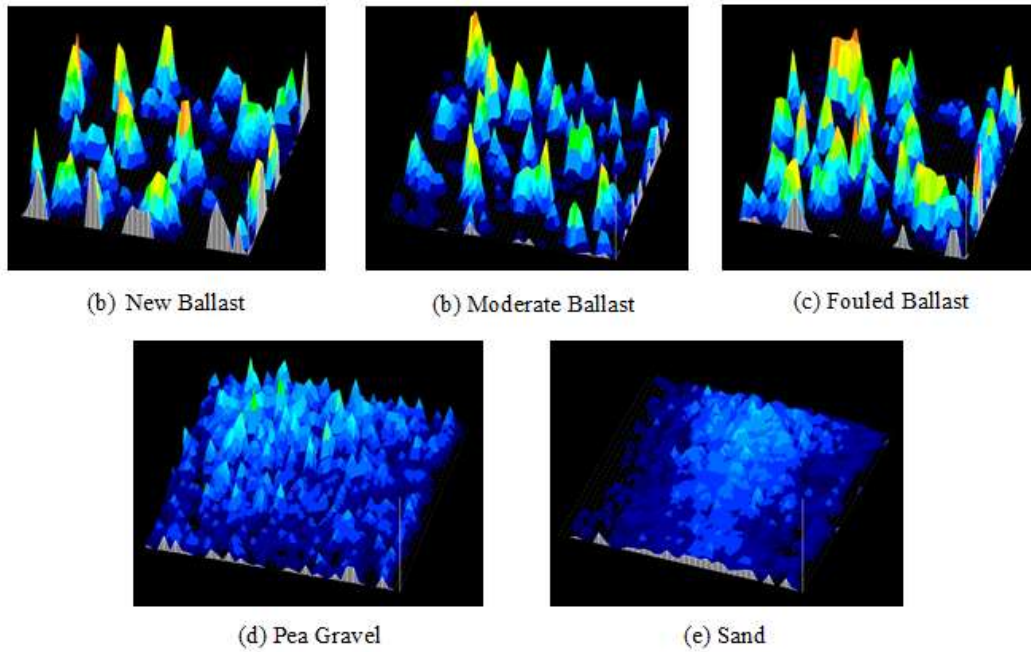 (b) New Ballast
(b) Moderate Ballast
(c) Fouled Ballast
(d) Pea Gravel
(e) Sand